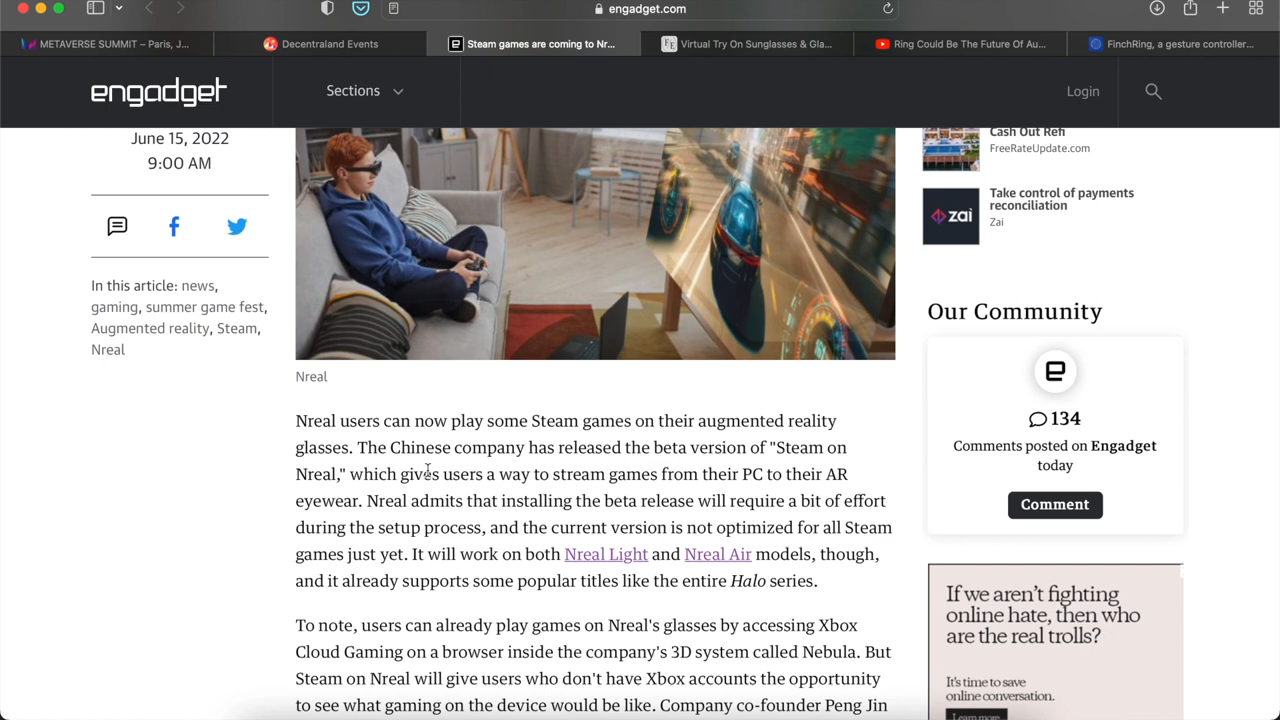 engadget.com
METAVERSE SUMMIT – Paris, J...
Decentraland Events
Steam games are coming to Nr...
Virtual Try On Sunglasses & Gla...
Ring Could Be The Future Of Au...
FinchRing, a gesture controller...
engadget
Sections
Login
June 15, 2022
9:00 AM
In this article: news,
gaming, summer game fest,
Augmented reality, Steam,
Nreal
Nreal
Nreal users can now play some Steam games on their augmented reality
glasses. The Chinese company has released the beta version of "Steam on
Nreal," which gives users a way to stream games from their PC to their AR
eyewear. Nreal admits that installing the beta release will require a bit of effort
during the setup process, and the current version is not optimized for all Steam
games just yet. It will work on both Nreal Light and Nreal Air models, though,
and it already supports some popular titles like the entire Halo series.
To note, users can already play games on Nreal's glasses by accessing Xbox
Cloud Gaming on a browser inside the company's 3D system called Nebula. But
Steam on Nreal will give users who don't have Xbox accounts the opportunity
to see what gaming on the device would be like. Company co-founder Peng Jin
Cash Out Refi
FreeRateUpdate.com
zai
Take control of payments
reconciliation
Zai
Our Community
134
Comments posted on Engadget
today
Comment
If we aren't fighting
online hate, then who
are the real trolls?
It's time to save
online conversation.
Learn more